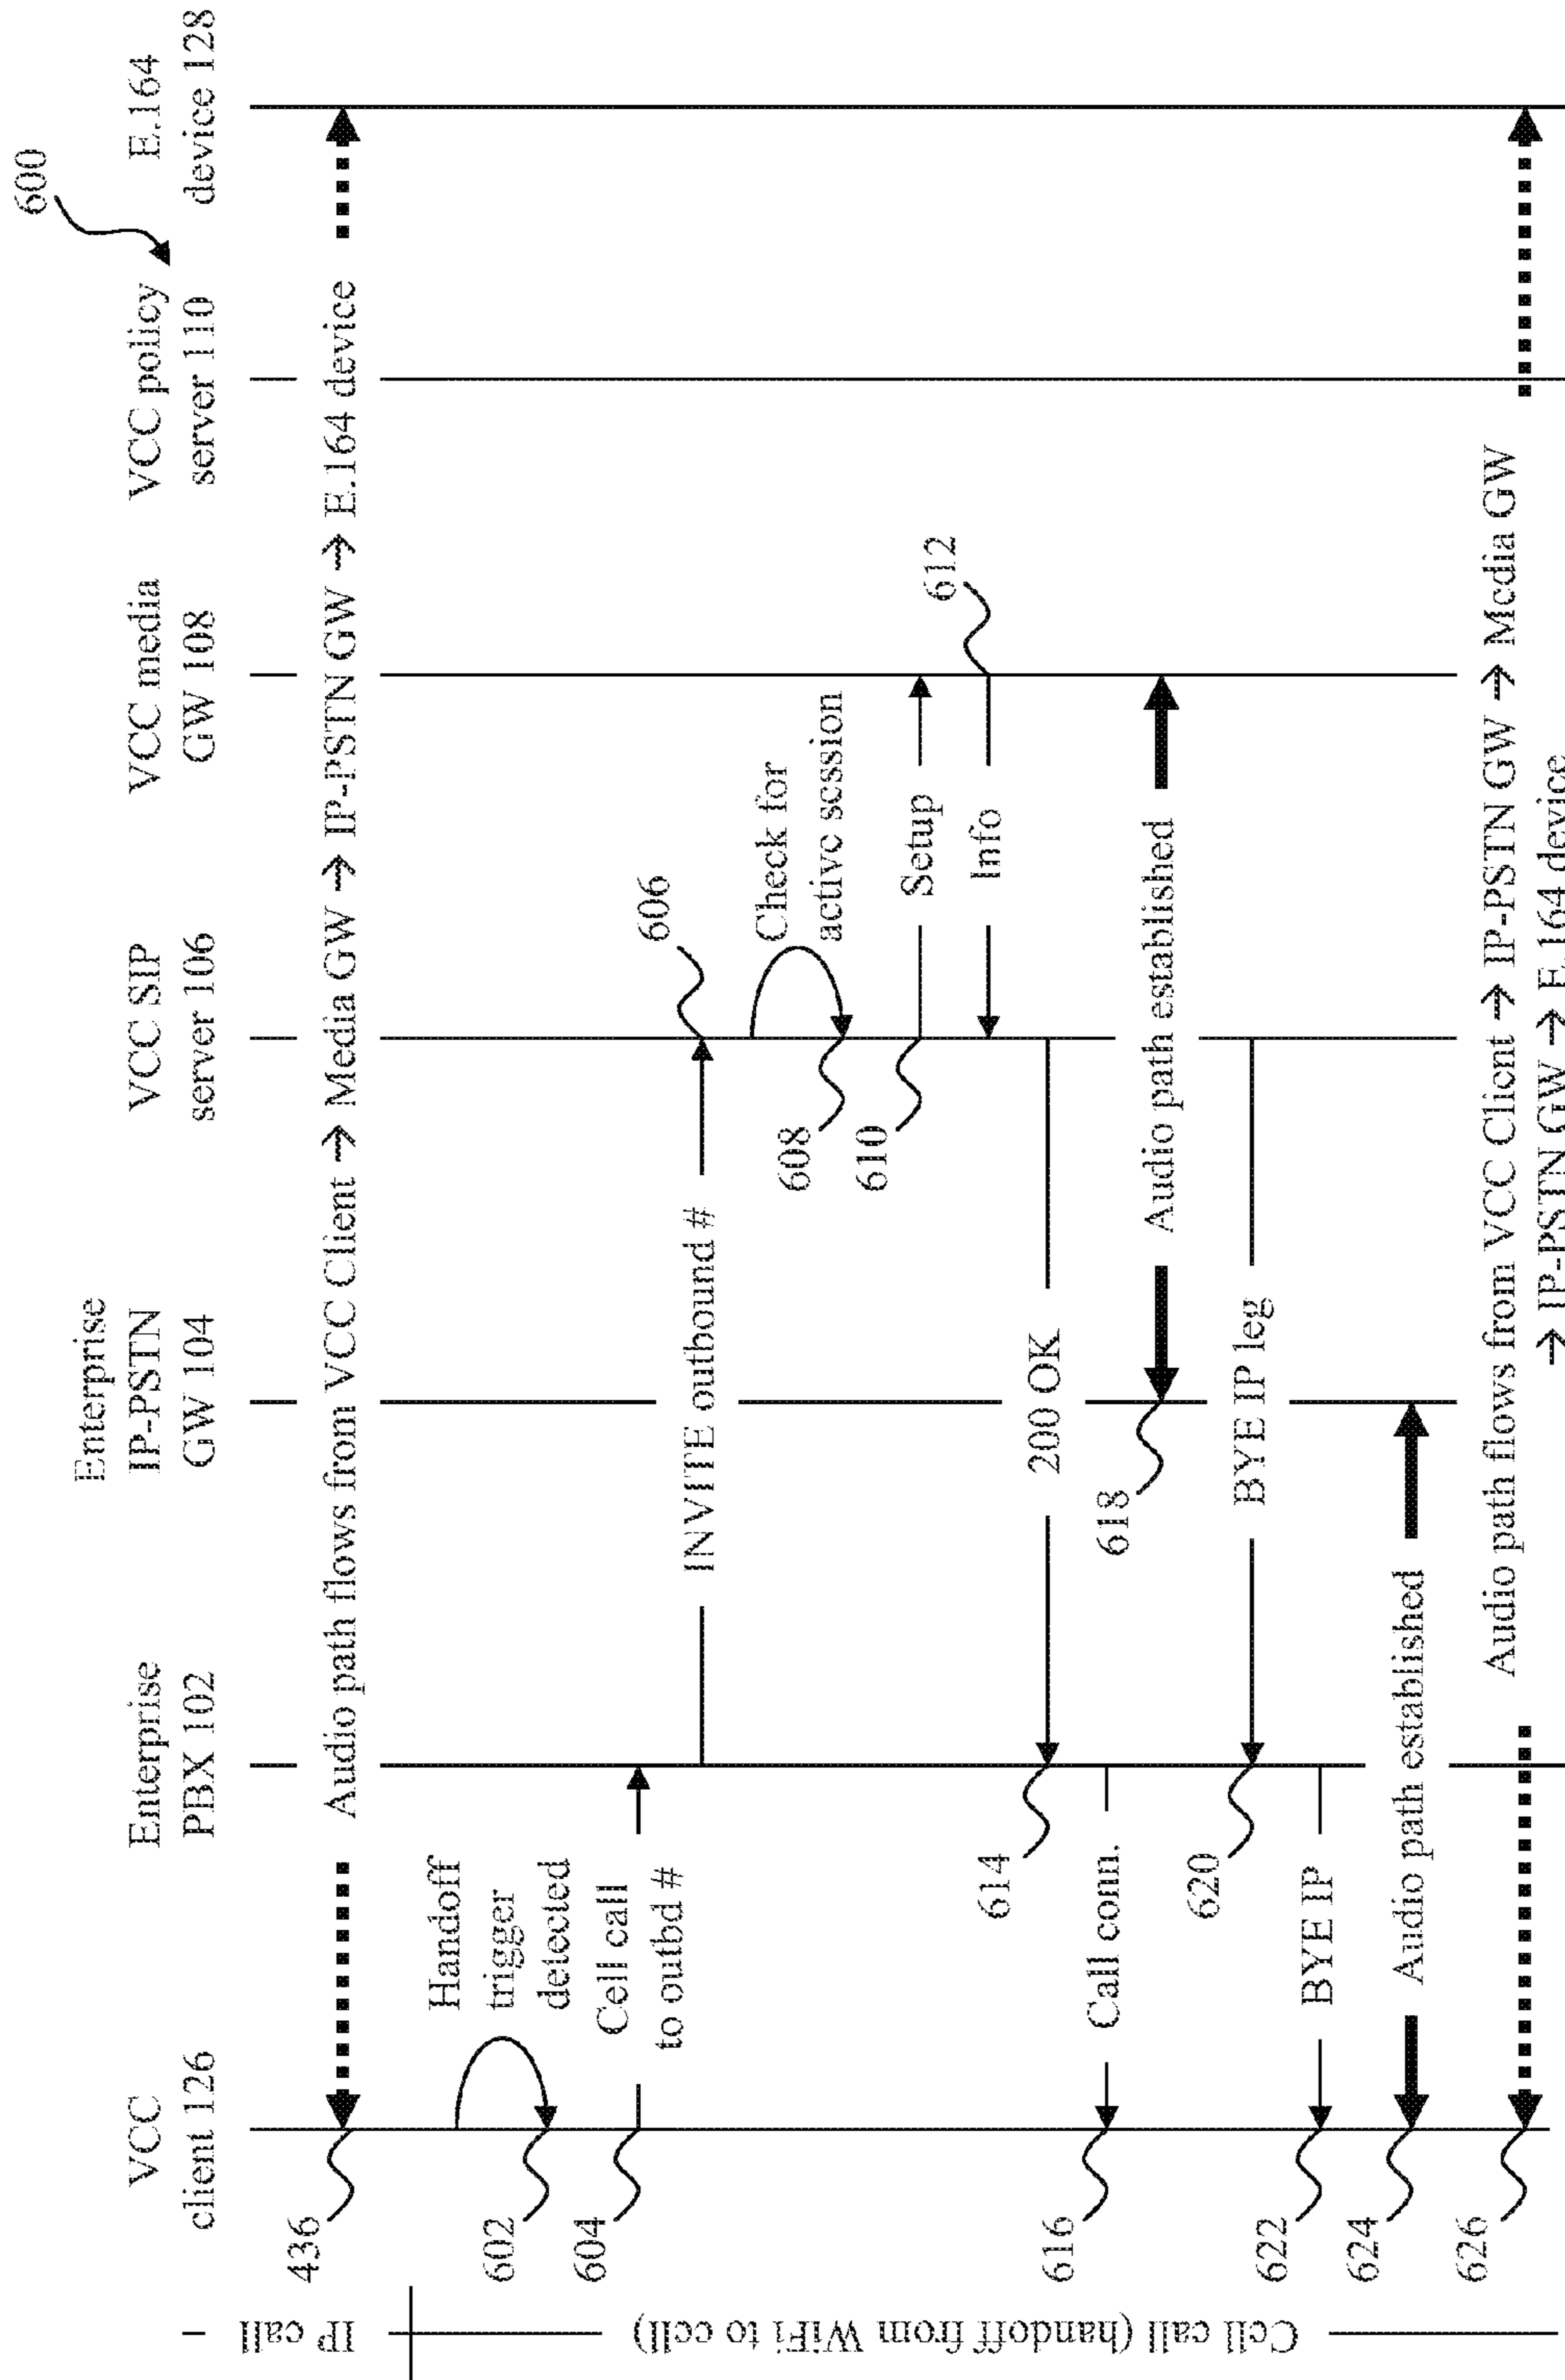 600
VCC
client 126
Enterprise
PBX 102
Enterprise
IP-PSTN
GW 104
VCC SIP
server 106
VCC media
GW 108
VCC policy
server 110
E.164
device 128
IP call
436
Audio path flows from VCC Client → Media GW → IP-PSTN GW → E.164 device
Cell call (handoff from WiFi to cell)
602
Handoff
trigger
detected
604
Cell call
to outbd #
INVITE outbound #
606
608
Check for
active session
610
Setup
Info
612
614
200 OK
616
Call conn.
618
Audio path established
620
BYE IP leg
622
BYE IP
624
Audio path established
626
Audio path flows from VCC Client → IP-PSTN GW → Media GW
→ IP-PSTN GW → E.164 device